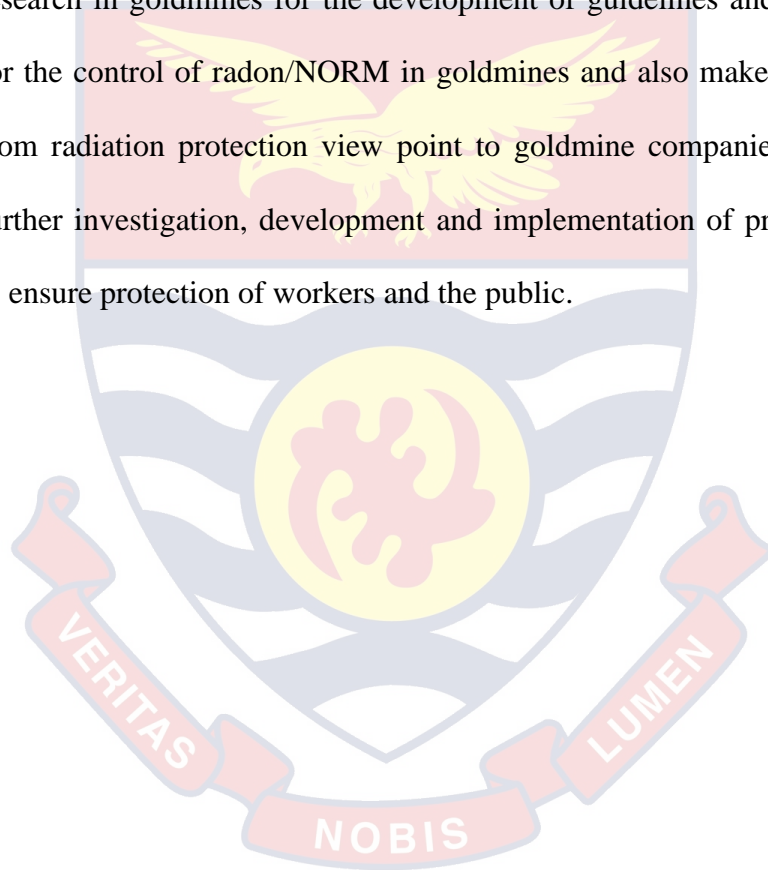 search in goldmines for the development of guidelines and
or the control of radon/NORM in goldmines and also make
om radiation protection view point to goldmine companie
rther investigation, development and implementation of pr
ensure protection of workers and the public.
VERITAS
NOBIS
LUMEN